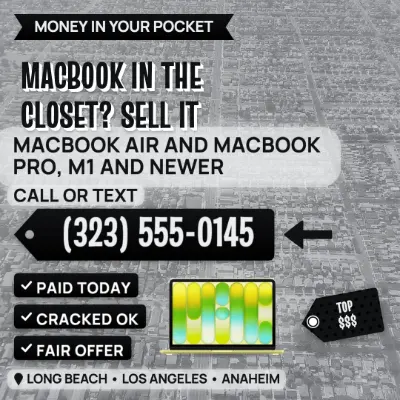 MONEY IN YOUR POCKET
MACBOOK IN THE
CLOSET? SELL IT
MACBOOK AIR AND MACBOOK
PRO, M1 AND NEWER
CALL OR TEXT
(323) 555-0145
PAID TODAY
CRACKED OK
FAIR OFFER
TOP
$$$
LONG BEACH • LOS ANGELES • ANAHEIM